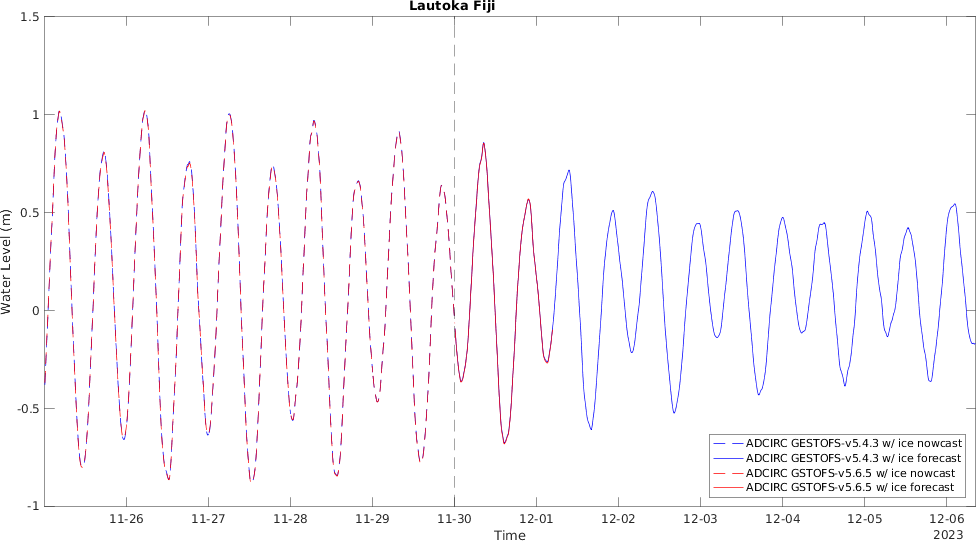 Lautoka Fiji
1.5
1
0.5
0
-0.5
-1
Water Level (m)
ADCIRC GESTOFS-v5.4.3 w/ ice nowcast
ADCIRC GESTOFS-v5.4.3 w/ ice forecast
ADCIRC GSTOFS-v5.6.5 w/ ice nowcast
ADCIRC GSTOFS-v5.6.5 w/ ice forecast
11-26 11-27 11-28 11-29 11-30 12-01 12-02 12-03 12-04 12-05 12-06
Time
2023